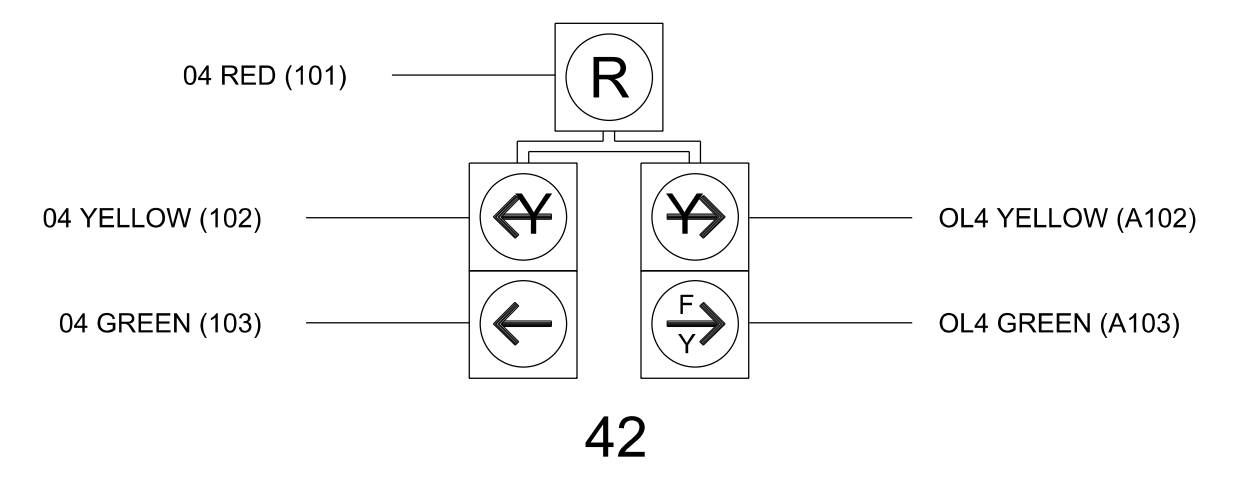 04 RED (101)
R
04 YELLOW (102)
Y
Y
OL4 YELLOW (A102)
04 GREEN (103)
F
Y
OL4 GREEN (A103)
42